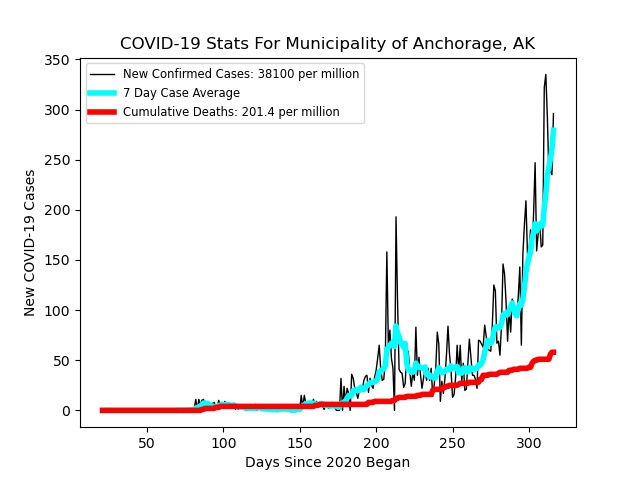 COVID-19 Stats For Municipality of Anchorage, AK
350
300
250
200
150
100
50
0
New COVID-19 Cases
New Confirmed Cases: 38100 per million
7 Day Case Average
Cumulative Deaths: 201.4 per million
50 100 150 200 250 300
Days Since 2020 Began